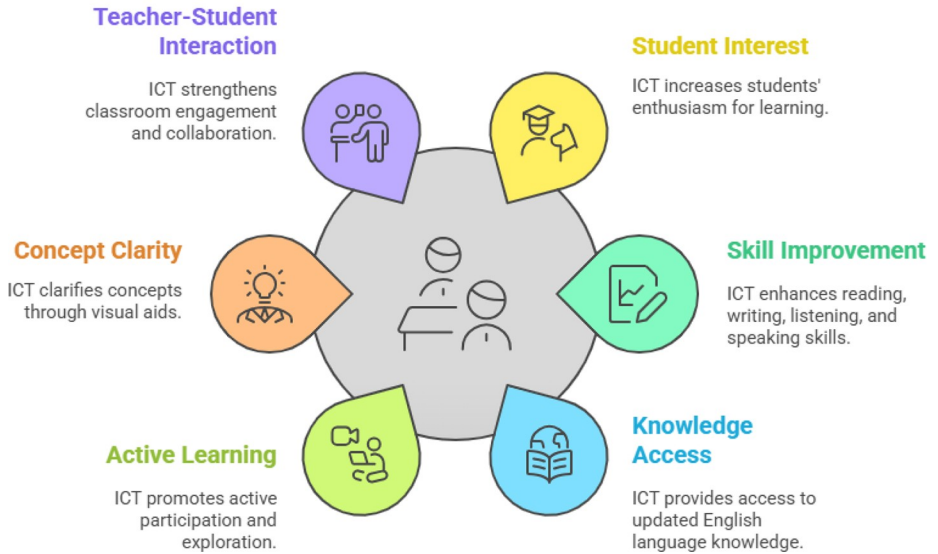 Teacher-Student
Interaction
ICT strengthens
classroom engagement
and collaboration.
Student Interest
ICT increases students'
enthusiasm for learning.
Concept Clarity
ICT clarifies concepts
through visual aids.
Skill Improvement
ICT enhances reading,
writing, listening, and
speaking skills.
Active Learning
ICT promotes active
participation and
exploration.
Knowledge
Access
ICT provides access to
updated English
language knowledge.